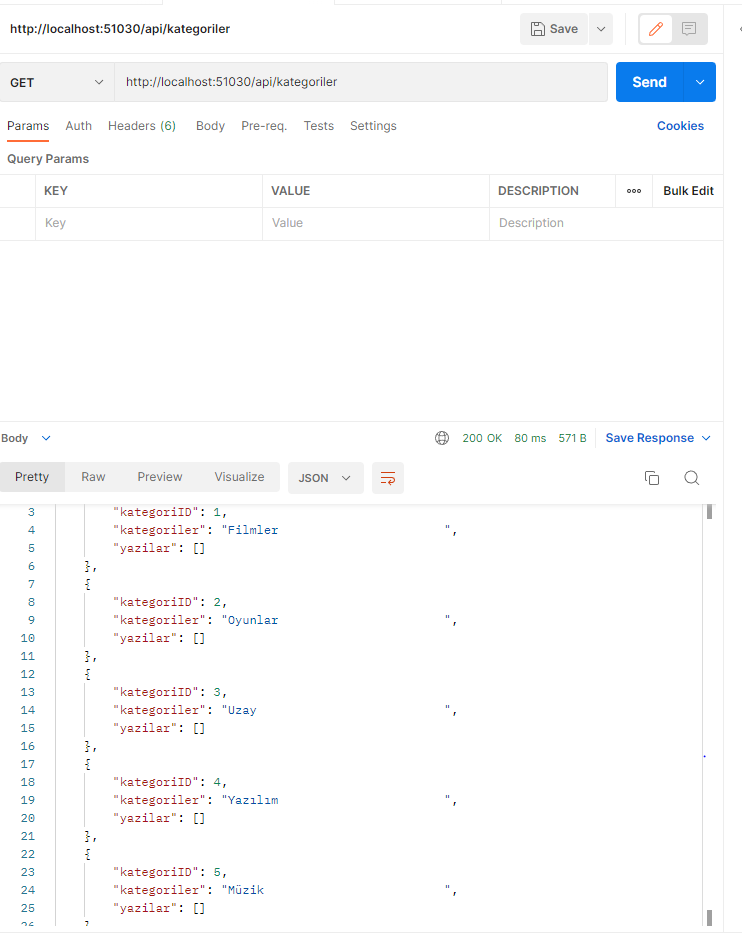 http://localhost:51030/api/kategoriler Save
GET http://localhost:51030/api/kategoriler Send
Params Auth Headers (6) Body Pre-req. Tests Settings Cookies
Query Params
KEY VALUE DESCRIPTION ooo Bulk Edit
Key Value Description
Body 200 OK 80 ms 571 B Save Response
Pretty Raw Preview Visualize JSON
3 "kategoriID": 1,
4 "kategoriler": "Filmler                       ",
5 "yazilar": []
6 },
7 {
8 "kategoriID": 2,
9 "kategoriler": "Oyunlar                       ",
10 "yazilar": []
11 },
12 {
13 "kategoriID": 3,
14 "kategoriler": "Uzay                          ",
15 "yazilar": []
16 },
17 {
18 "kategoriID": 4,
19 "kategoriler": "Yazılım                       ",
20 "yazilar": []
21 },
22 {
23 "kategoriID": 5,
24 "kategoriler": "Müzik                         ",
25 "yazilar": []
26 }